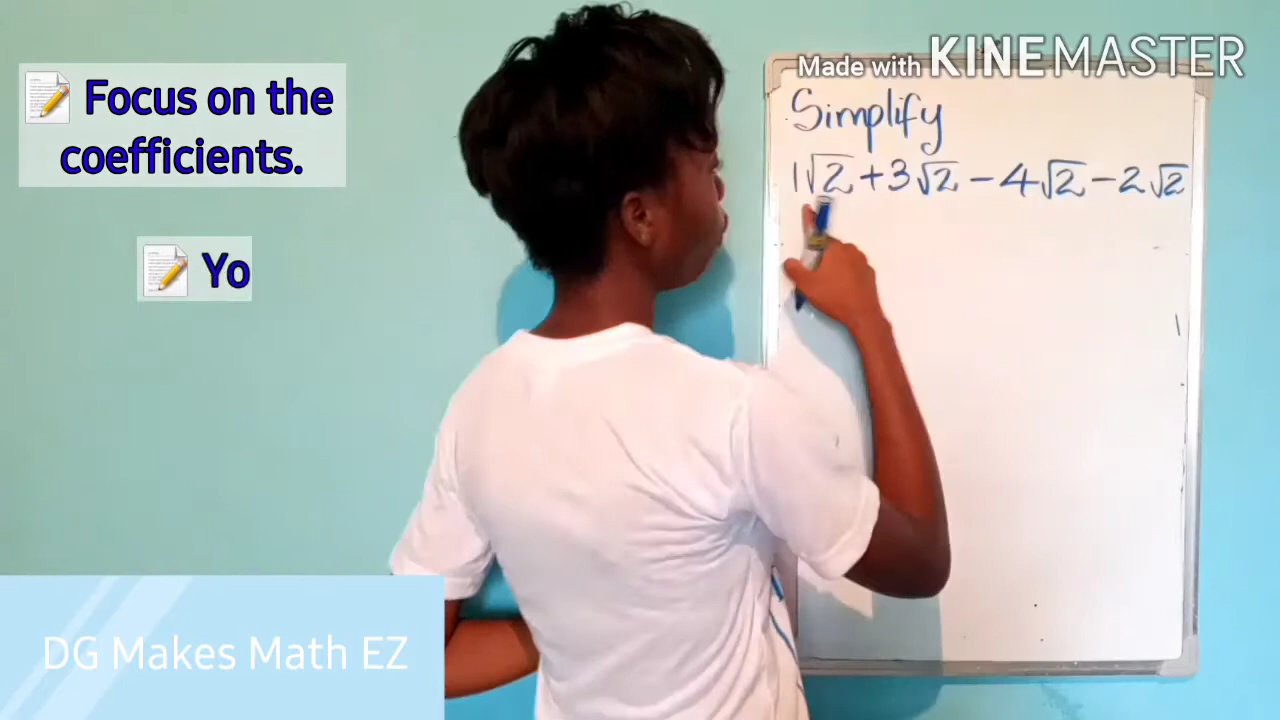 📝 Focus on the
coefficients.
📝 Yo
Made with KINEMASTER
Simplify
1√2 + 3√2 - 4√2 - 2√2
DG Makes Math EZ